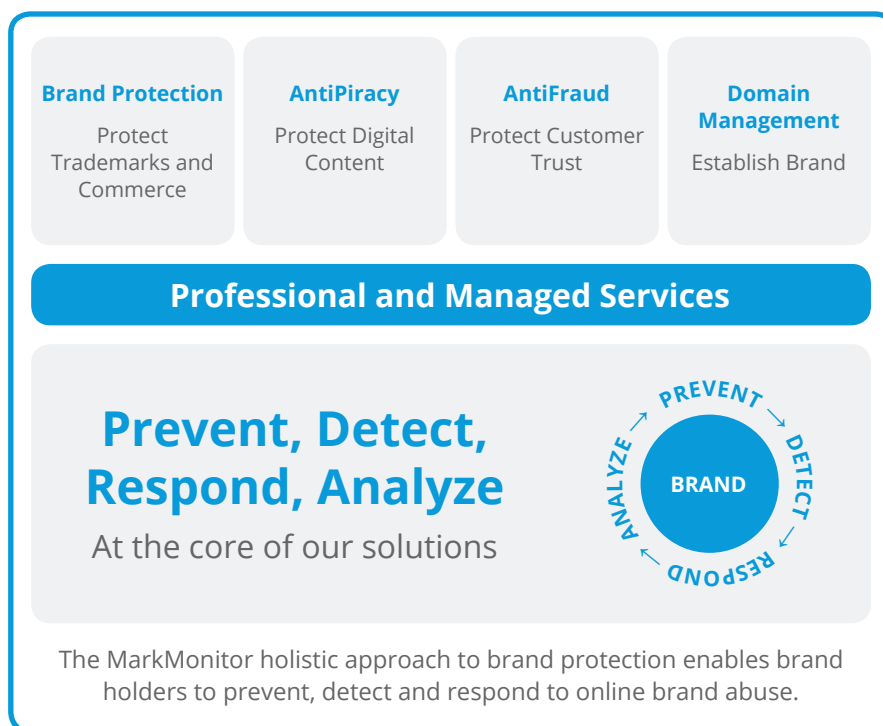 Brand Protection
Protect
Trademarks and
Commerce
AntiPiracy
Protect Digital
Content
AntiFraud
Protect Customer
Trust
Domain
Management
Establish Brand
Professional and Managed Services
Prevent, Detect,
Respond, Analyze
At the core of our solutions
PREVENT → DETECT → RESPOND → ANALYZE →
BRAND
The MarkMonitor holistic approach to brand protection enables brand
holders to prevent, detect and respond to online brand abuse.